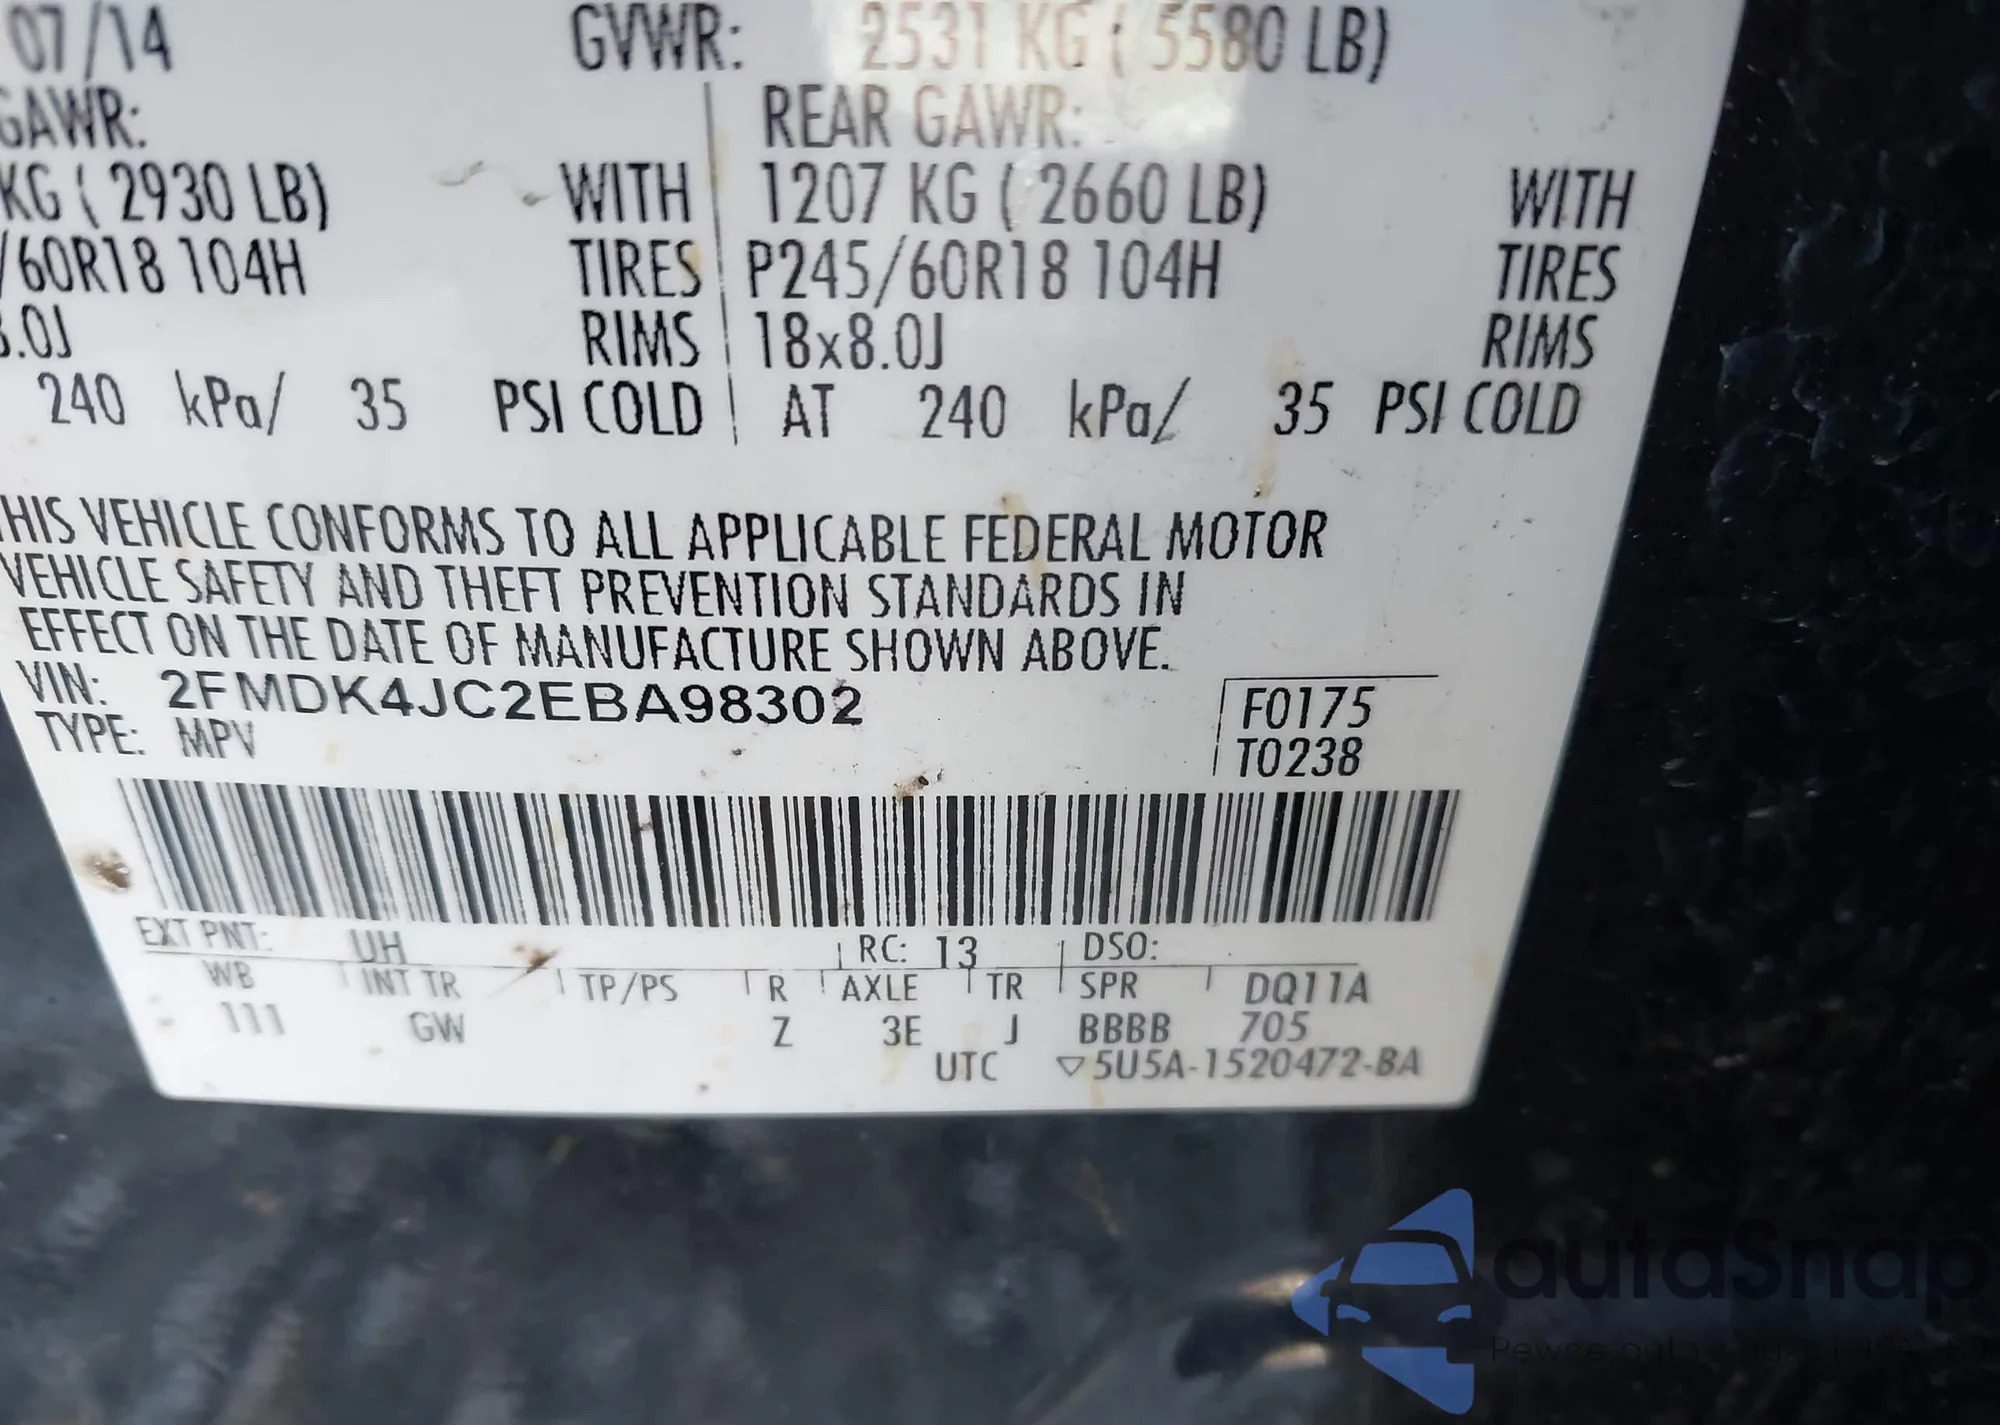 07/14 GVWR: 2531 KG ( 5580 LB)
GAWR: REAR GAWR:
KG ( 2930 LB) WITH 1207 KG ( 2660 LB) WITH
/60R18 104H TIRES P245/60R18 104H TIRES
8.0J RIMS 18x8.0J RIMS
240 kPa/ 35 PSI COLD AT 240 kPa/ 35 PSI COLD
THIS VEHICLE CONFORMS TO ALL APPLICABLE FEDERAL MOTOR
VEHICLE SAFETY AND THEFT PREVENTION STANDARDS IN
EFFECT ON THE DATE OF MANUFACTURE SHOWN ABOVE.
VIN: 2FMDK4JC2EBA98302 F0175
TYPE: MPV T0238
EXT PNT: UH RC: 13 DSO:
WB INT TR TP/PS R AXLE TR SPR DQ11A
111 GW Z 3E J BBBB 705
UTC ▽5U5A-1520472-BA
autaSnap